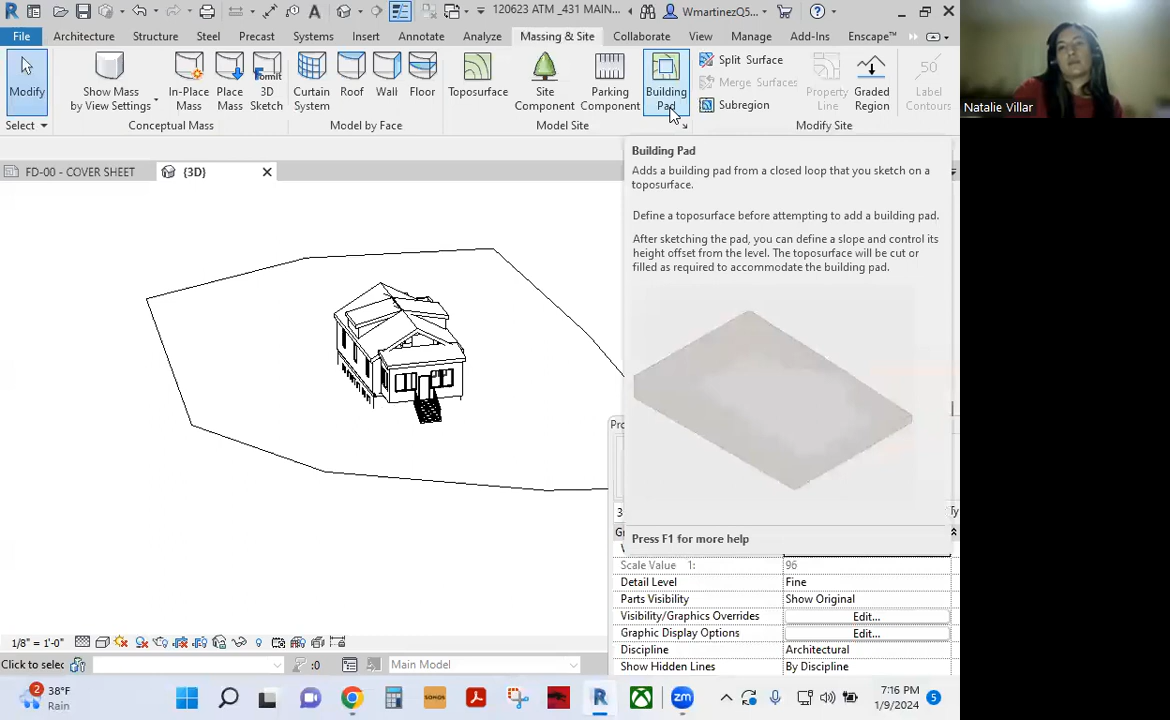 120623 ATM _431 MAIN...
WmartinezQ5...
File Architecture Structure Steel Precast Systems Insert Annotate Analyze Massing & Site Collaborate View Manage Add-Ins Enscape™
Modify
Show Mass
by View Settings
In-Place
Mass
Place
Mass
Tomit
3D
Sketch
Curtain
System
Roof
Wall
Floor
Toposurface
Site
Component
Parking
Component
Building
Pad
Split Surface
Merge Surfaces
Subregion
Property
Line
Graded
Region
50
Label
Contours
Select Conceptual Mass Model by Face Model Site Modify Site
FD-00 - COVER SHEET {3D}
Building Pad
Adds a building pad from a closed loop that you sketch on a
toposurface.
Define a toposurface before attempting to add a building pad.
After sketching the pad, you can define a slope and control its
height offset from the level. The toposurface will be cut or
filled as required to accommodate the building pad.
Press F1 for more help
Scale Value 1: 96
Detail Level Fine
Parts Visibility Show Original
Visibility/Graphics Overrides Edit...
Graphic Display Options Edit...
Discipline Architectural
Show Hidden Lines By Discipline
1/8" = 1'-0"
Click to selec :0 Main Model
2
38°F
Rain
SONOS
zm
7:16 PM
1/9/2024
5
Natalie Villar